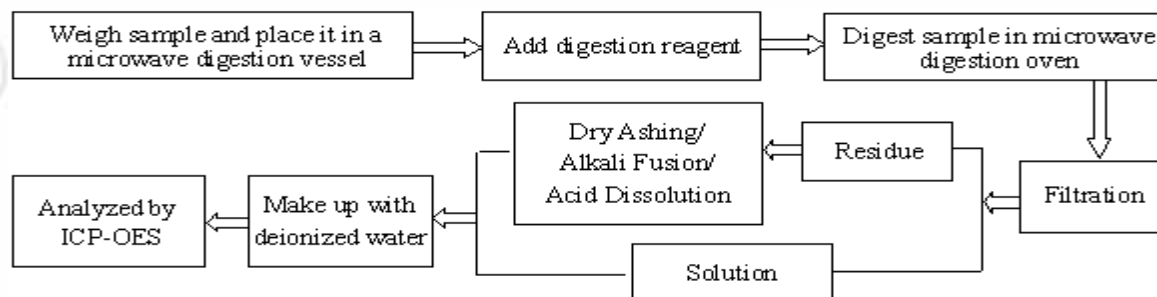 Weigh sample and place it in a
microwave digestion vessel
Add digestion reagent
Digest sample in microwave
digestion oven
Filtration
Residue
Solution
Dry Ashing/
Alkali Fusion/
Acid Dissolution
Make up with
deionized water
Analyzed by
ICP-OES